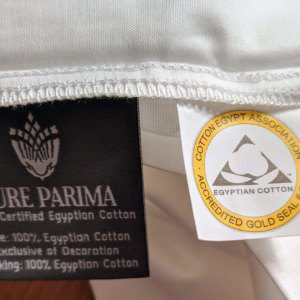 URE PARIMA
Certified Egyptian Cotton
100%, Egyptian Cotton
exclusive of Decoration
king: 100%, Egyptian Cotton
COTTON EGYPT ASSOCIATION
EGYPTIAN COTTON
ACCREDITED GOLD SEAL